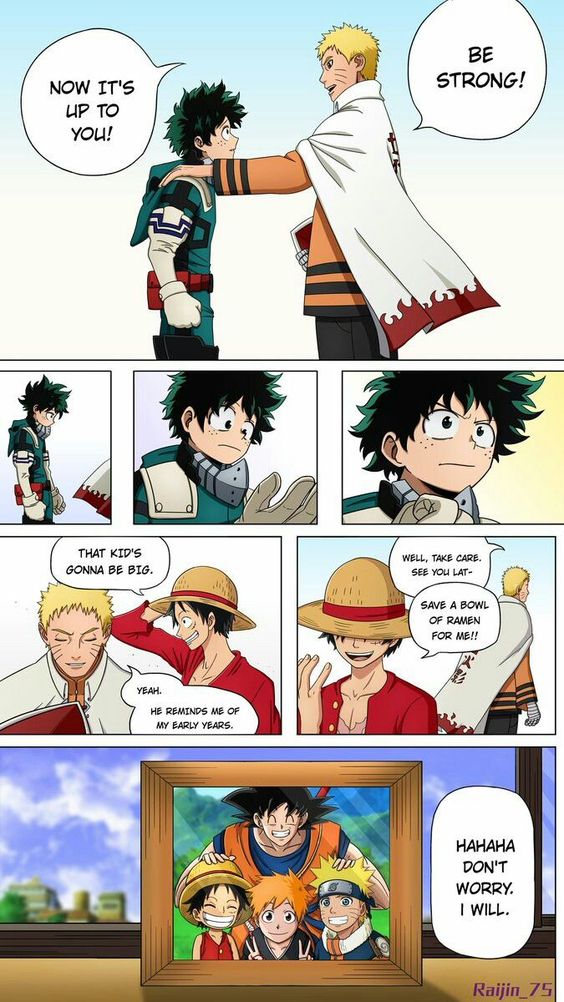 NOW IT'S
UP TO
YOU!
BE
STRONG!
THAT KID'S
GONNA BE BIG.
YEAH.
HE REMINDS ME OF
MY EARLY YEARS.
WELL, TAKE CARE.
SEE YOU LAT-
SAVE A BOWL
OF RAMEN
FOR ME!!
HAHAHA
DON'T
WORRY.
I WILL.
Raijin_75